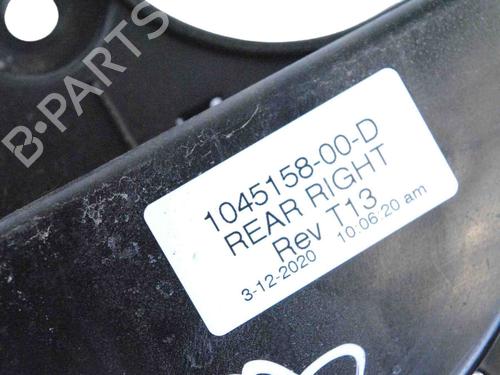 B-PARTS
1045158-00-D
REAR RIGHT
Rev T13
3-12-2020 10:06:20 am